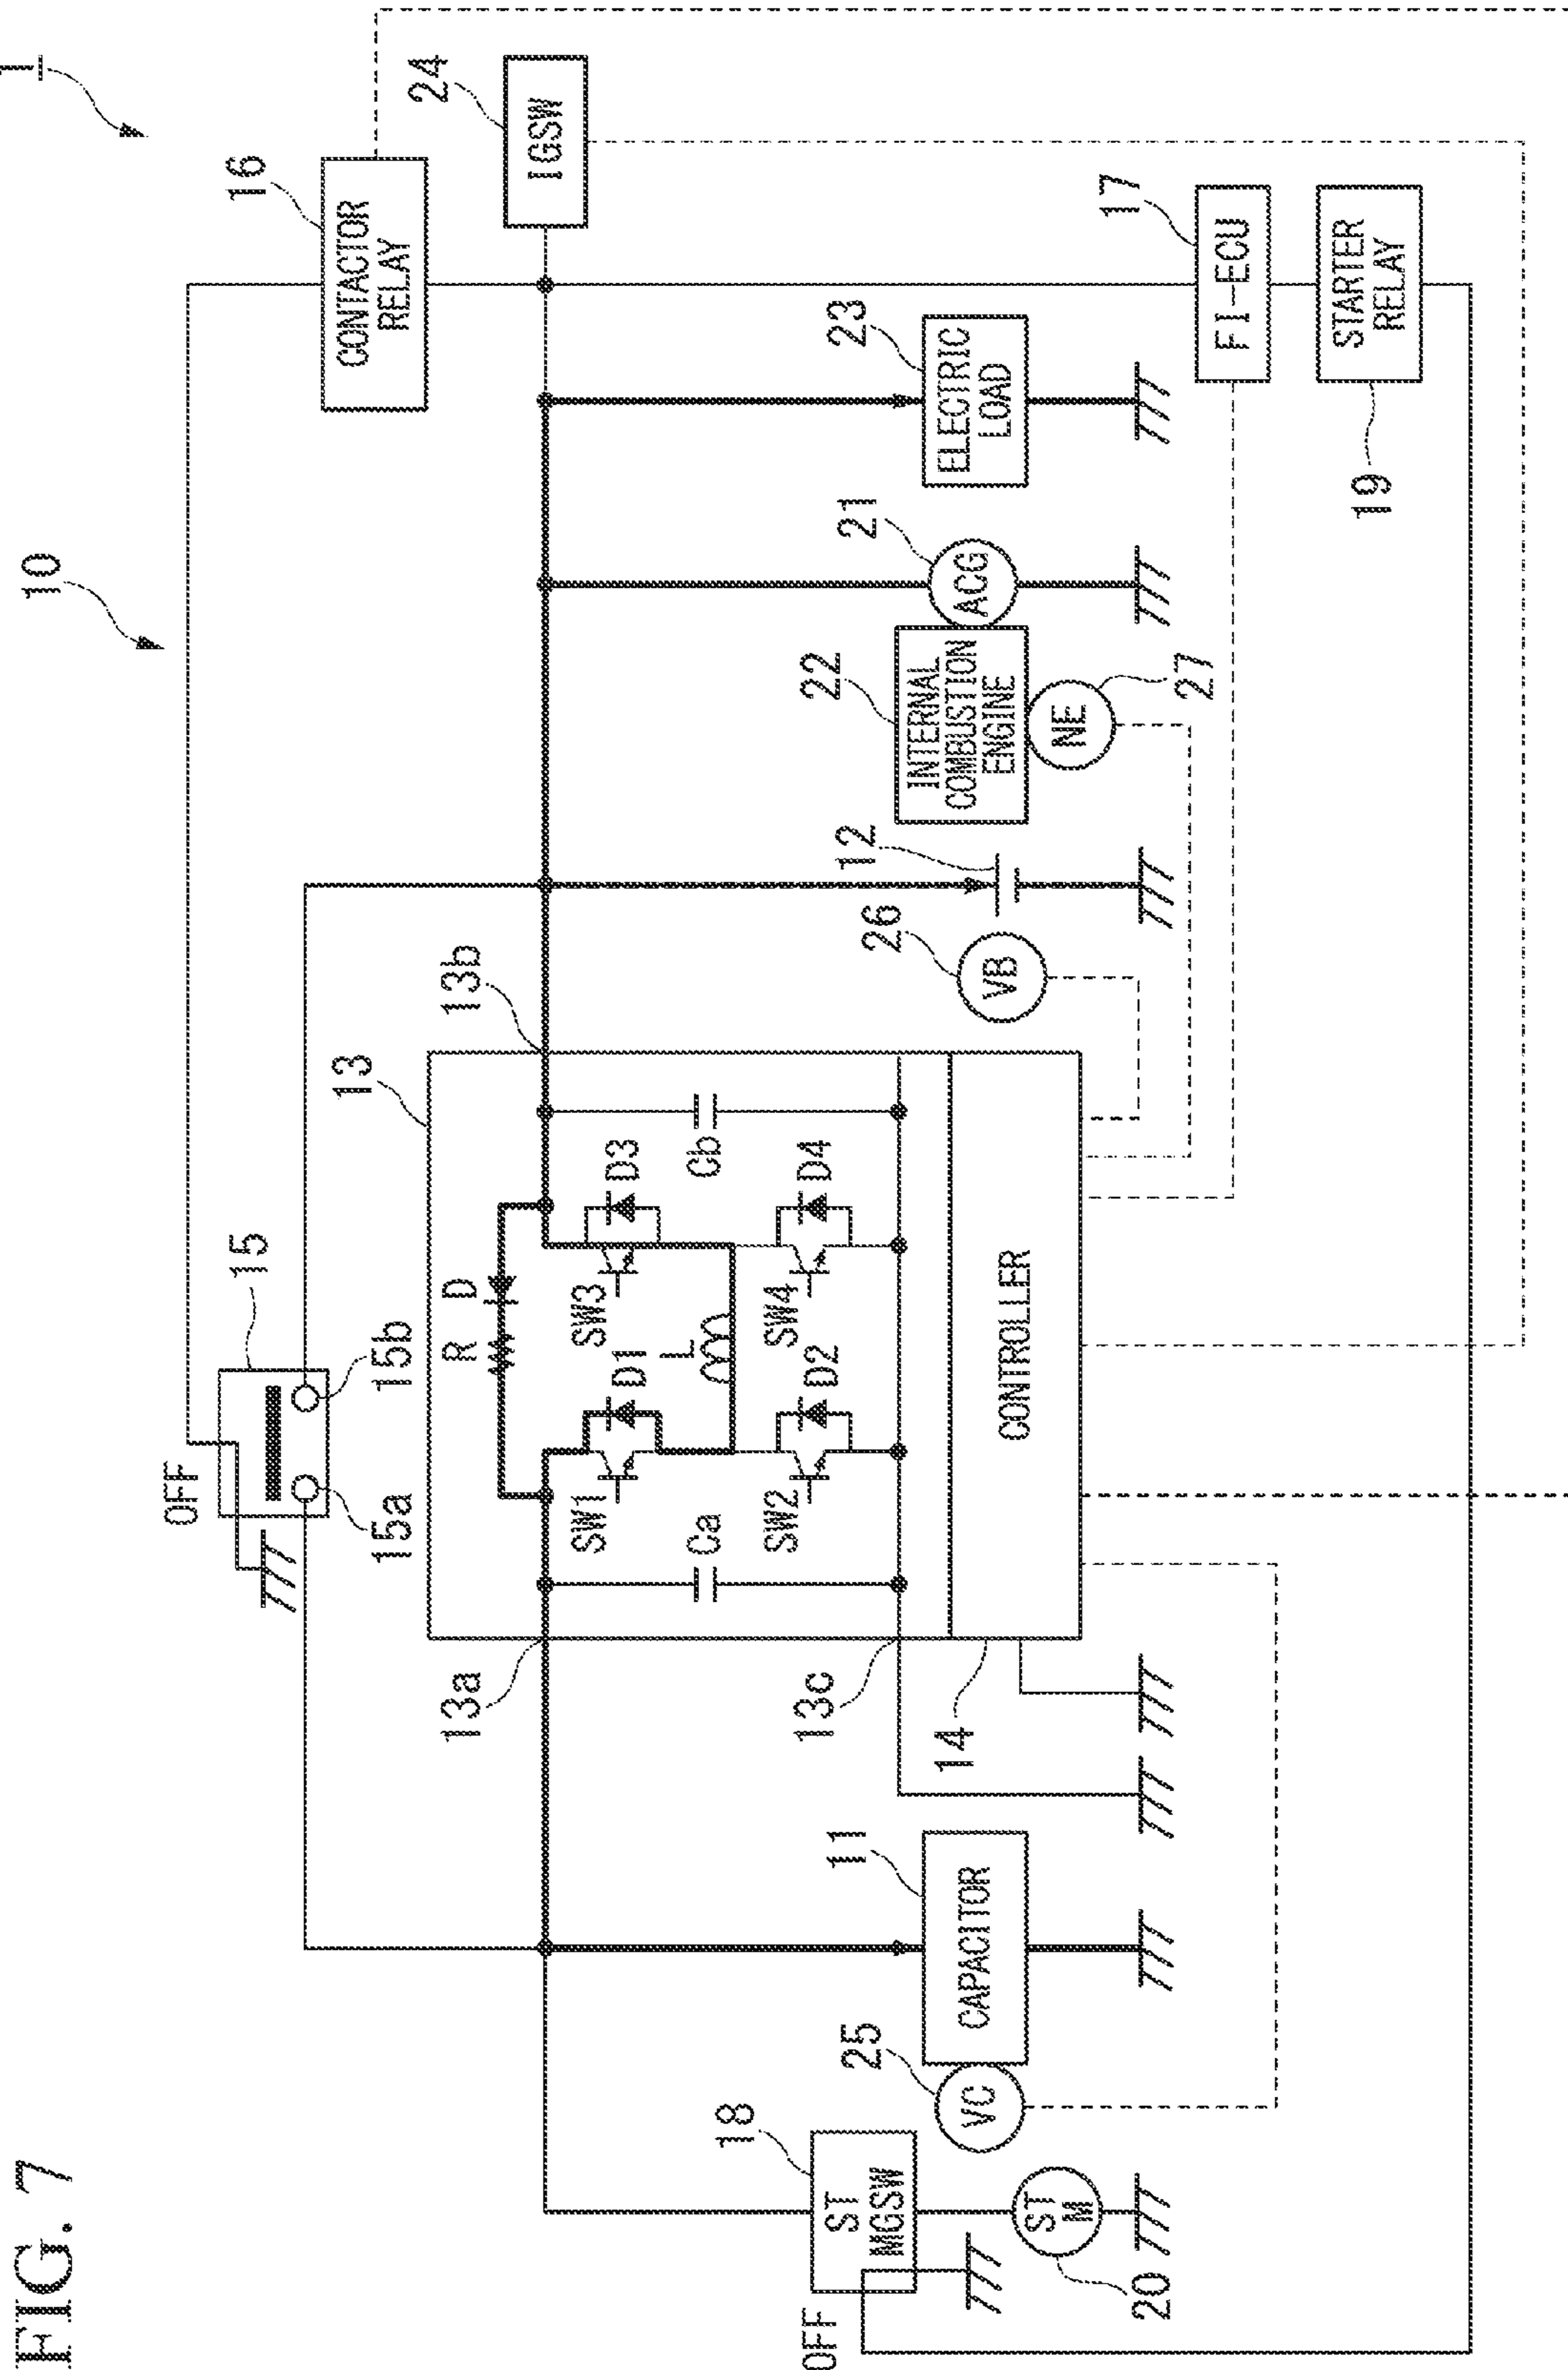 FIG. 7
1
10
OFF
15
15a
15b
16
CONTACTOR
RELAY
24
IGSW
13
13a
13b
13c
R
D
SW1
D1
SW3
D3
L
Ca
Cb
SW2
D2
SW4
D4
14
CONTROLLER
11
CAPACITOR
25
VC
18
ST
MGSW
OFF
ST
M
20
26
VB
12
22
INTERNAL
COMBUSTION
ENGINE
21
ACG
NE
27
23
ELECTRIC
LOAD
17
FI-ECU
STARTER
RELAY
19